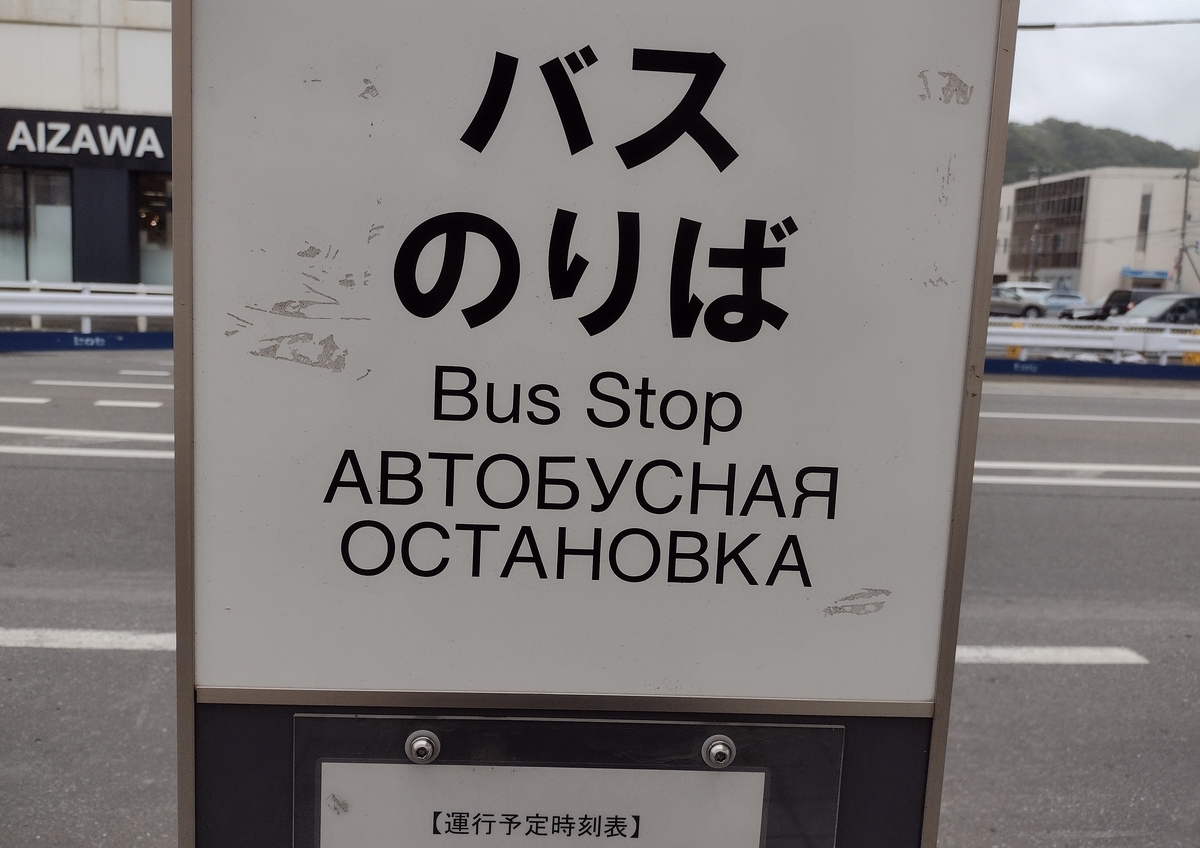 AIZAWA
バス
のりば
Bus Stop
АВТОБУСНАЯ
ОСТАНОВКА
【運行予定時刻表】